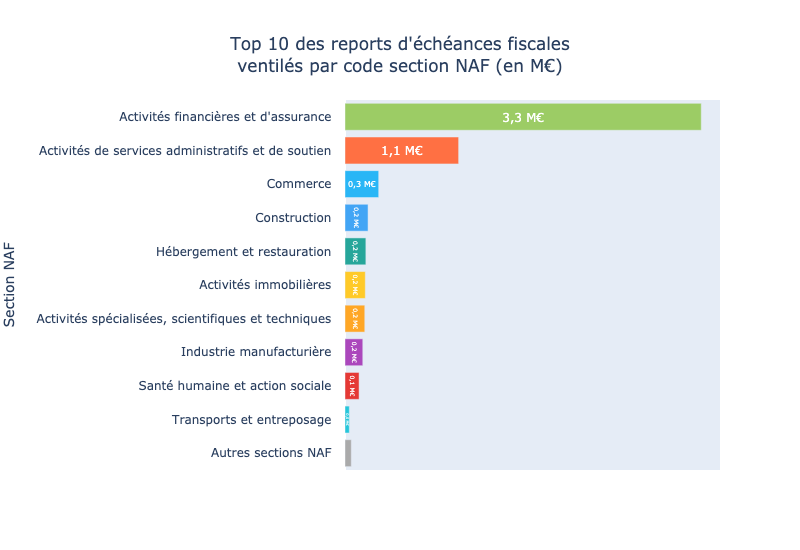 Top 10 des reports d'échéances fiscales
ventilés par code section NAF (en M€)
Section NAF
Activités financières et d'assurance
3,3 M€
Activités de services administratifs et de soutien
1,1 M€
Commerce
0,3 M€
Construction
0,2 M€
Hébergement et restauration
0,2 M€
Activités immobilières
0,2 M€
Activités spécialisées, scientifiques et techniques
0,2 M€
Industrie manufacturière
0,2 M€
Santé humaine et action sociale
0,1 M€
Transports et entreposage
Autres sections NAF